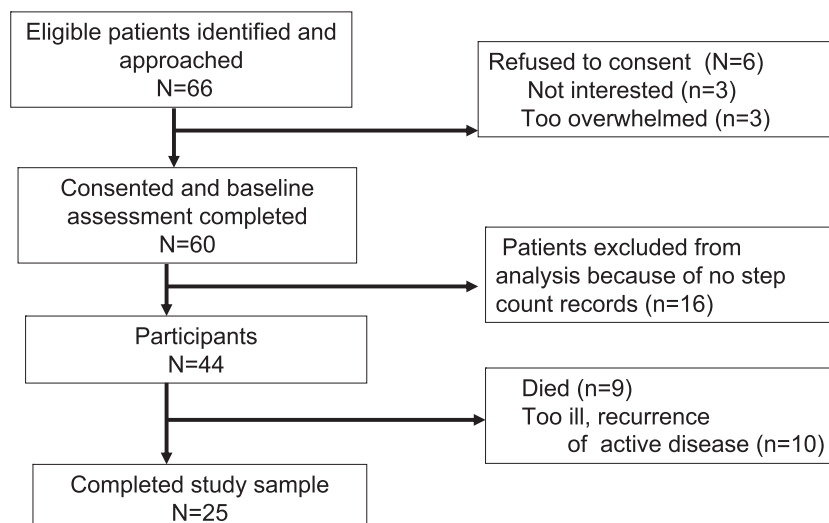 Eligible patients identified and
approached
N=66
Refused to consent (N=6)
Not interested (n=3)
Too overwhelmed (n=3)
Consented and baseline
assessment completed
N=60
Patients excluded from
analysis because of no step
count records (n=16)
Participants
N=44
Died (n=9)
Too ill, recurrence
of active disease (n=10)
Completed study sample
N=25